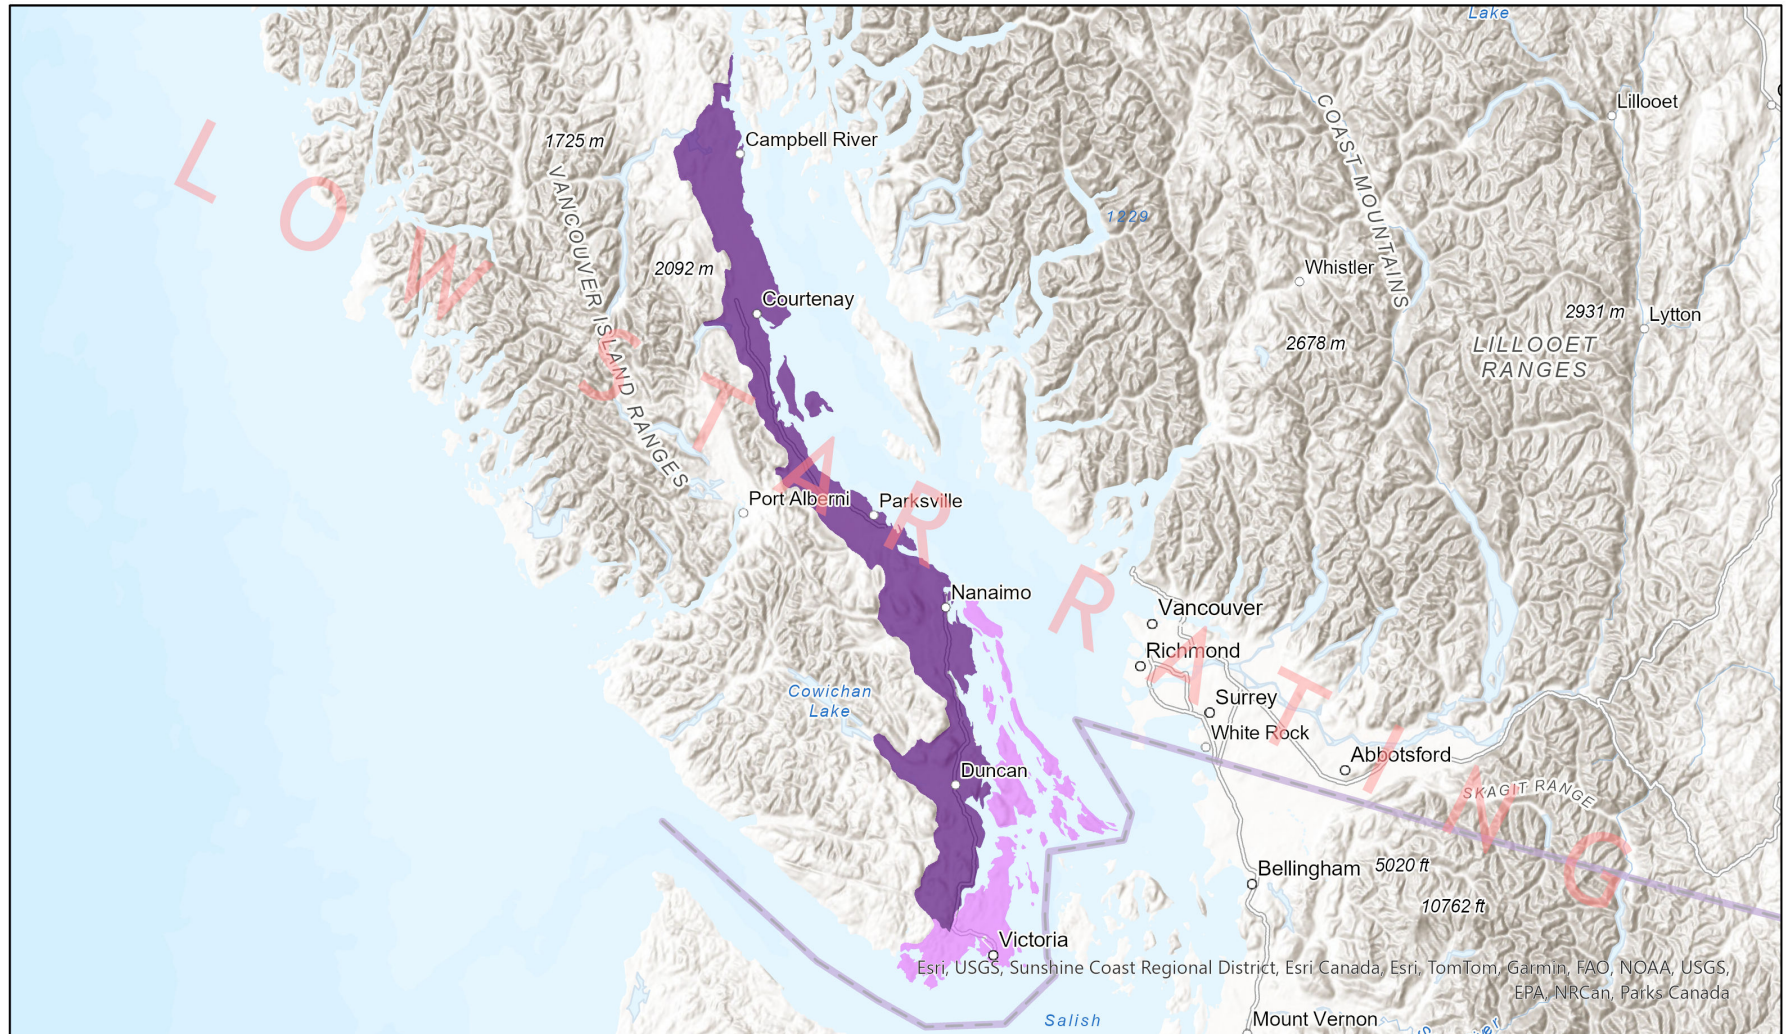 Lake
Lillooet
Campbell River
1725 m
COAST MOUNTAINS
VANCOUVER ISLAND RANGES
1229
2092 m
Whistler
Courtenay
2931 m
Lytton
2678 m
LILLOOET
RANGES
Port Alberni
Parksville
Nanaimo
Vancouver
Richmond
Cowichan
Lake
Surrey
White Rock
Abbotsford
Duncan
SKAGIT RANGE
Bellingham
5020 ft
10762 ft
Victoria
LOW STAR RATING
Esri, USGS, Sunshine Coast Regional District, Esri Canada, Esri, TomTom, Garmin, FAO, NOAA, USGS,
EPA, NRCan, Parks Canada
Salish
Mount Vernon